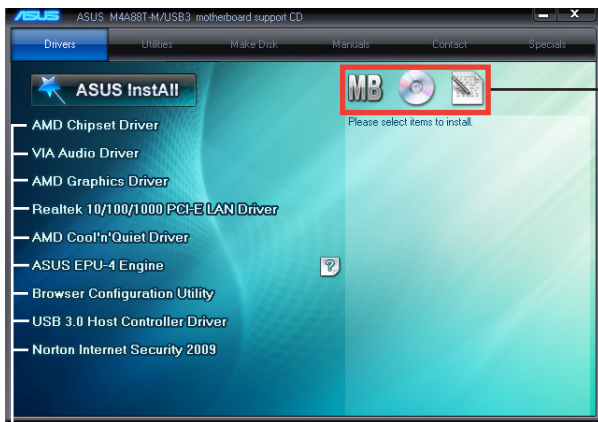 ASUS ASUS M4A88T-M/USB3 motherboard support CD
Drivers Utilities Make Disk Manuals Contact Specials
ASUS InstAll
MB
AMD Chipset Driver
Please select items to install.
VIA Audio Driver
AMD Graphics Driver
Realtek 10/100/1000 PCI-E LAN Driver
AMD Cool'n'Quiet Driver
ASUS EPU-4 Engine
?
Browser Configuration Utility
USB 3.0 Host Controller Driver
Norton Internet Security 2009